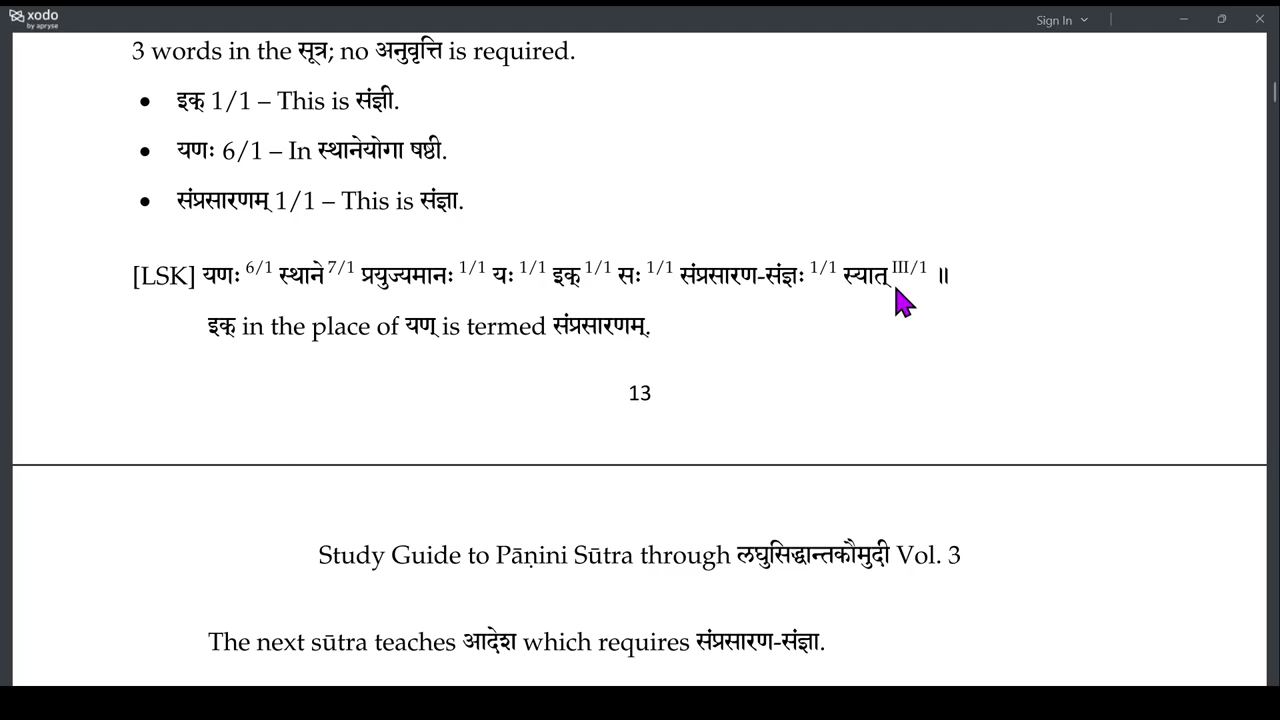 xodo
by apryse
Sign In
3 words in the सूत्र; no अनुवृत्ति is required.
• इक् 1/1 – This is संज्ञी.
• यणः 6/1 – In स्थानेयोगा षष्ठी.
• संप्रसारणम् 1/1 – This is संज्ञा.
[LSK] यणः 6/1 स्थाने 7/1 प्रयुज्यमानः 1/1 यः 1/1 इक् 1/1 सः 1/1 संप्रसारण-संज्ञः 1/1 स्यात् III/1 ॥
इक् in the place of यण् is termed संप्रसारणम्.
13
Study Guide to Pāṇini Sūtra through लघुसिद्धान्तकौमुदी Vol. 3
The next sūtra teaches आदेश which requires संप्रसारण-संज्ञा.